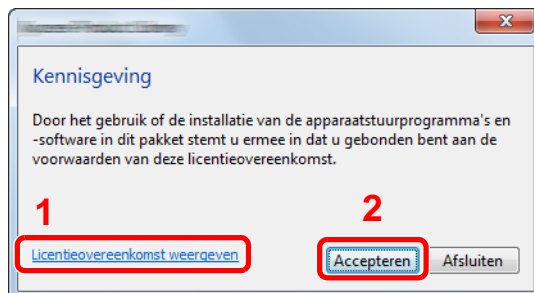 Kennisgeving
Door het gebruik of de installatie van de apparaatstuurprogramma's en
-software in dit pakket stemt u ermee in dat u gebonden bent aan de
voorwaarden van deze licentieovereenkomst.
1
2
Licentieovereenkomst weergeven
Accepteren
Afsluiten